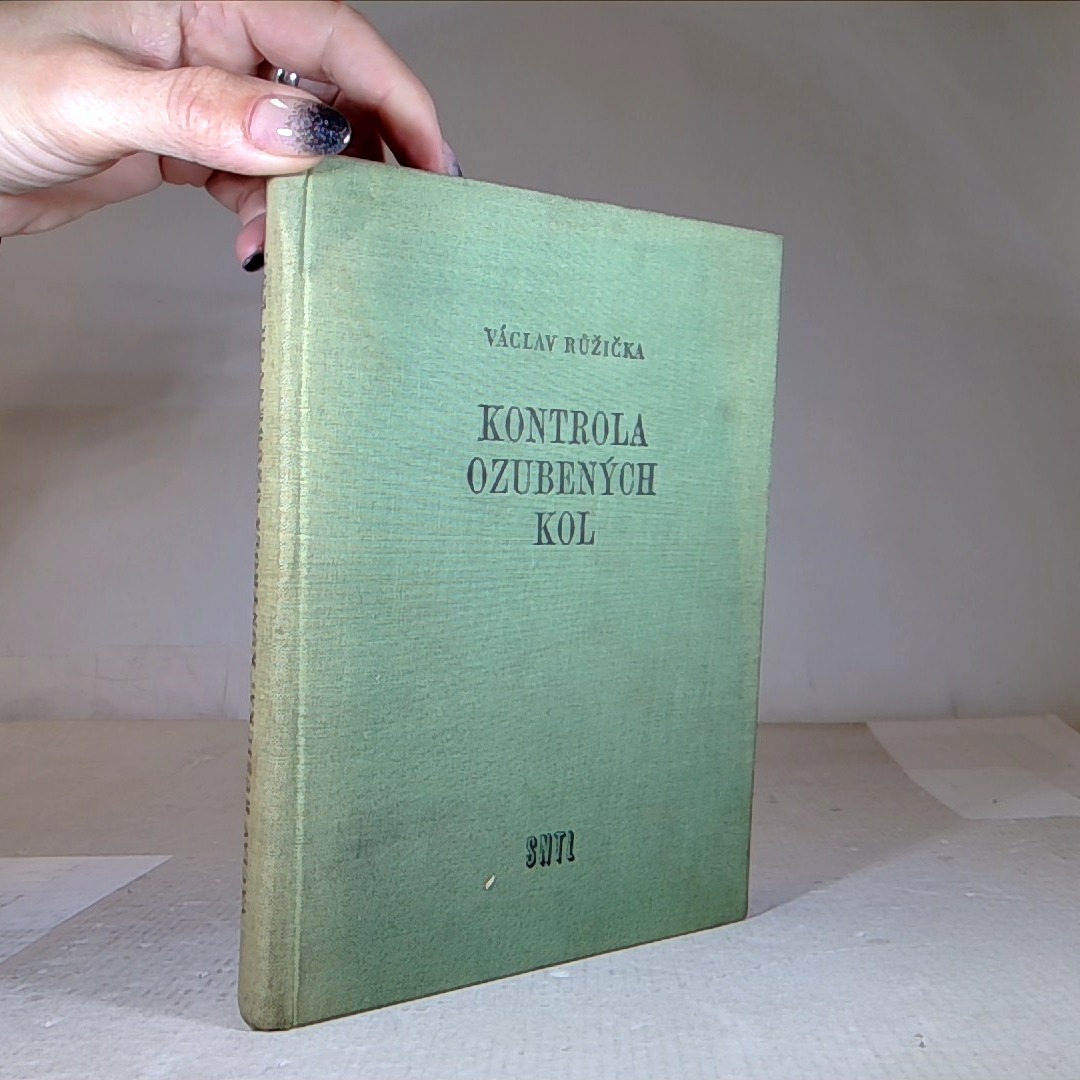 VÁCLAV RŮŽIČKA
KONTROLA
OZUBENÝCH
KOL
SNTL